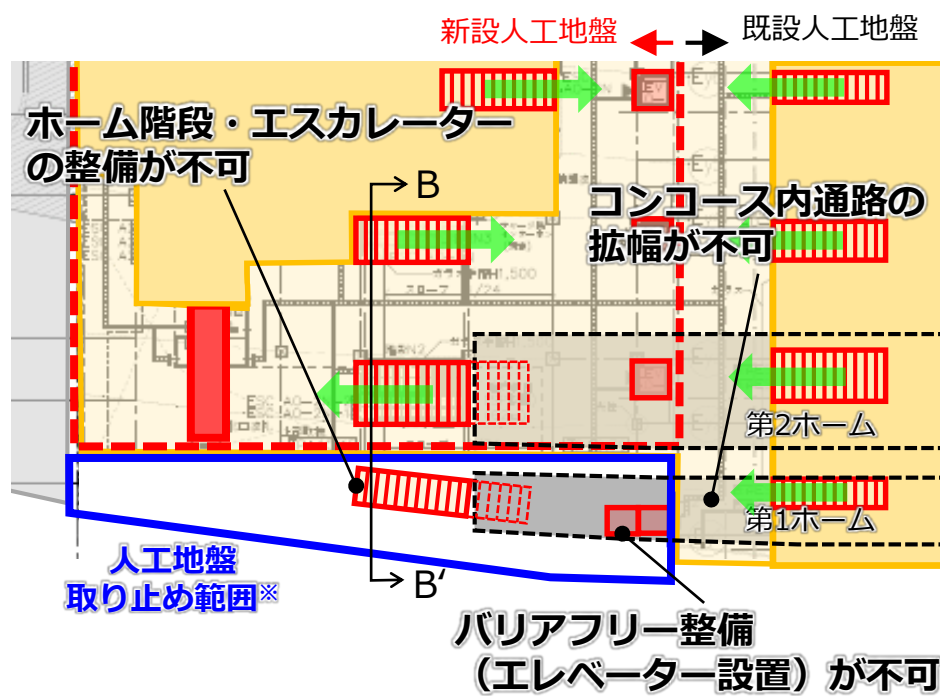 新設人工地盤
既設人工地盤
ホーム階段・エスカレーター
の整備が不可
B
コンコース内通路の
拡幅が不可
第2ホーム
第1ホーム
人工地盤
取り止め範囲※
B‘
バリアフリー整備
（エレベーター設置）が不可